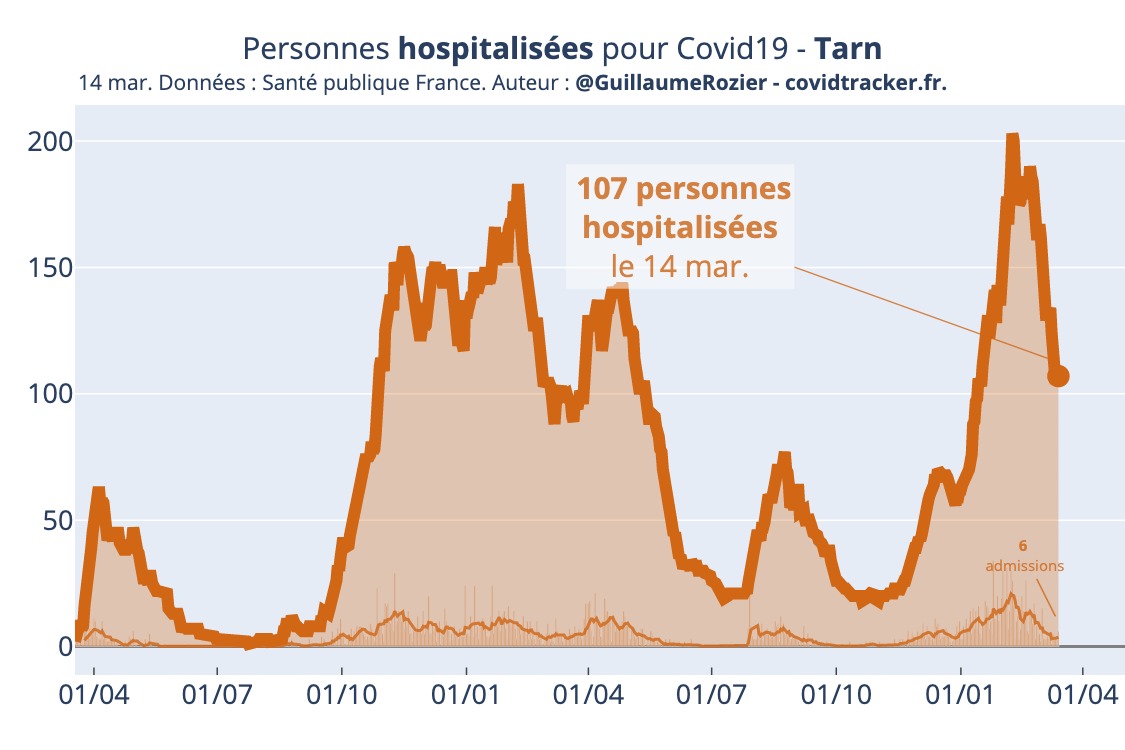 Personnes hospitalisées pour Covid19 - Tarn
14 mar. Données : Santé publique France. Auteur : @GuillaumeRozier - covidtracker.fr.
200
107 personnes
hospitalisées
le 14 mar.
150
100
50
6
admissions
0
01/04 01/07 01/10 01/01 01/04 01/07 01/10 01/01 01/04